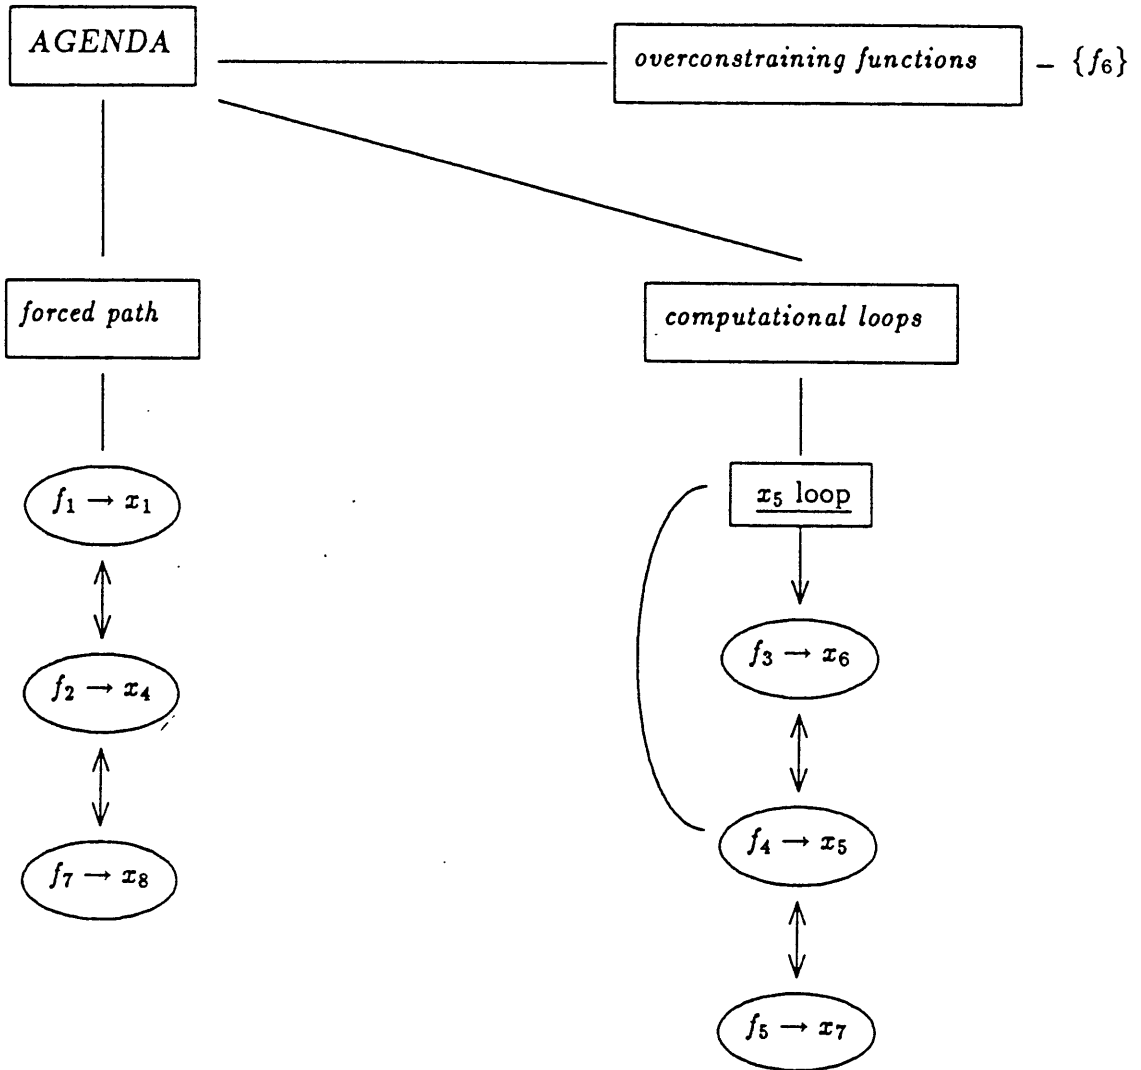 AGENDA
overconstraining functions – {f₆}
forced path
computational loops
f₁ → x₁
x₅ loop
f₂ → x₄
f₃ → x₆
f₇ → x₈
f₄ → x₅
f₅ → x₇